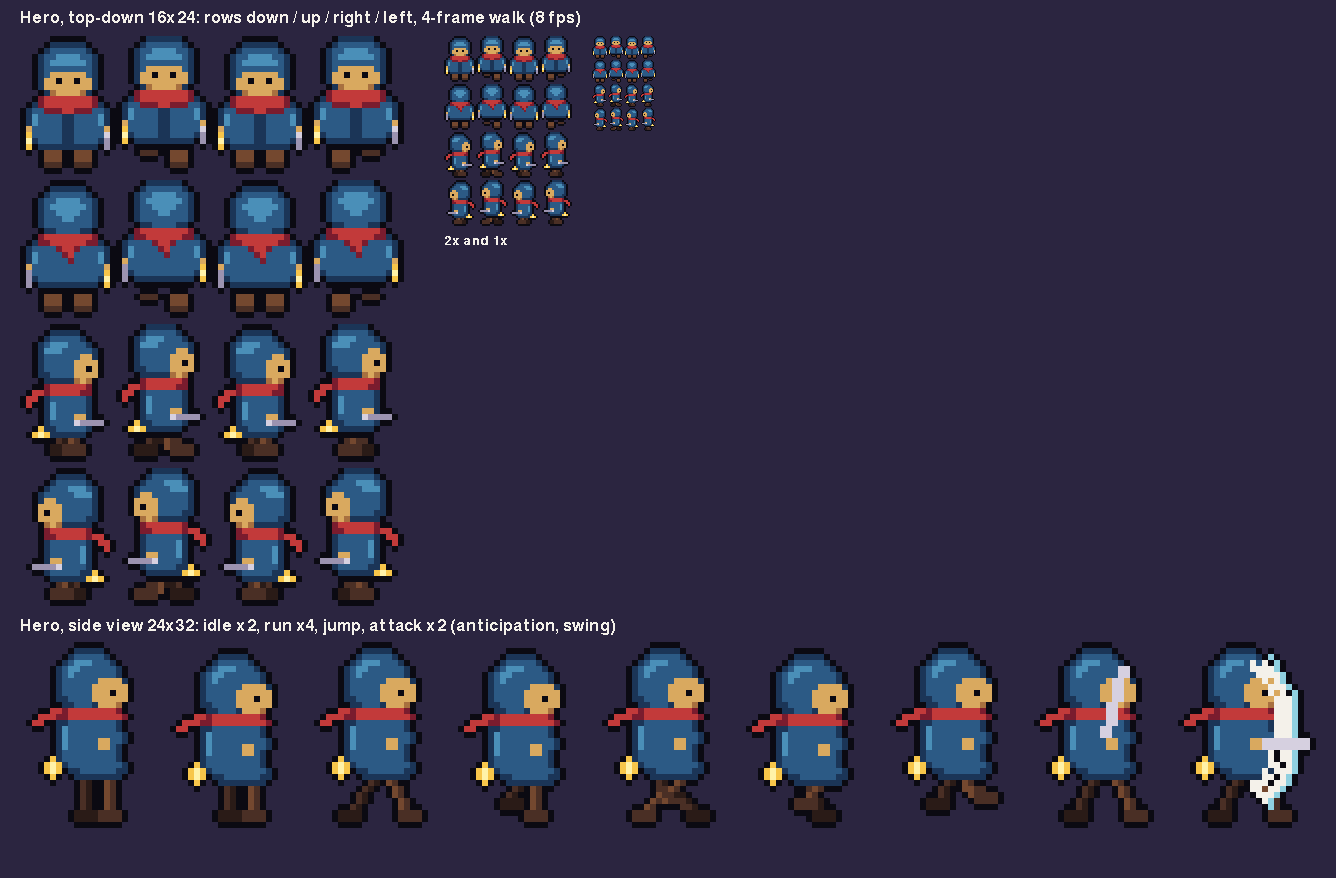 Hero, top-down 16x24: rows down / up / right / left, 4-frame walk (8 fps)
2x and 1x
Hero, side view 24x32: idle x2, run x4, jump, attack x2 (anticipation, swing)